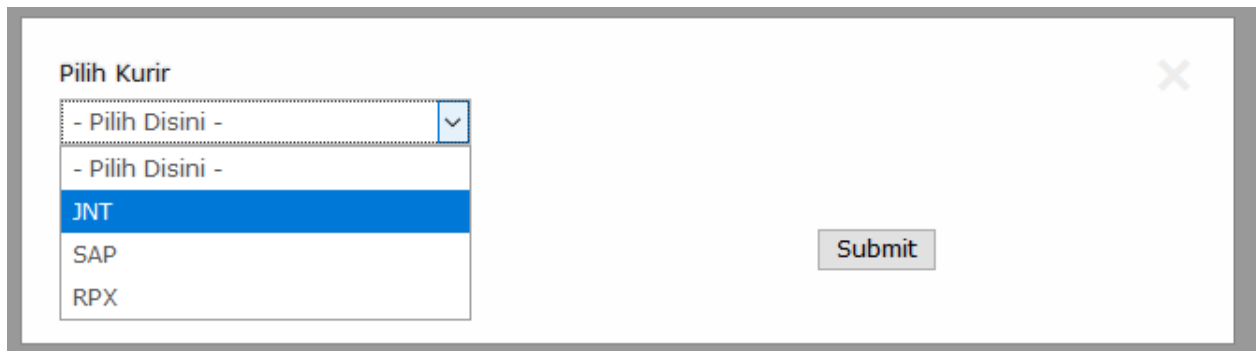 Pilih Kurir
- Pilih Disini -
- Pilih Disini -
JNT
SAP
Submit
RPX